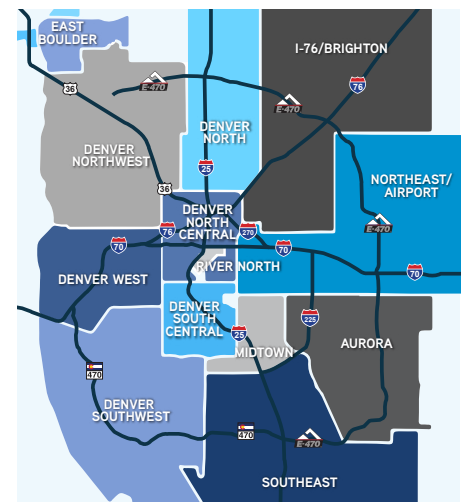 EAST
BOULDER
I-76/BRIGHTON
36
E-470
76
E-470
DENVER
NORTH
DENVER
NORTHWEST
25
NORTHEAST/
AIRPORT
36
DENVER
NORTH
CENTRAL
E-470
76
270
70
70
RIVER NORTH
70
DENVER WEST
DENVER
SOUTH
CENTRAL
225
25
AURORA
MIDTOWN
470
DENVER
SOUTHWEST
470
E-470
SOUTHEAST